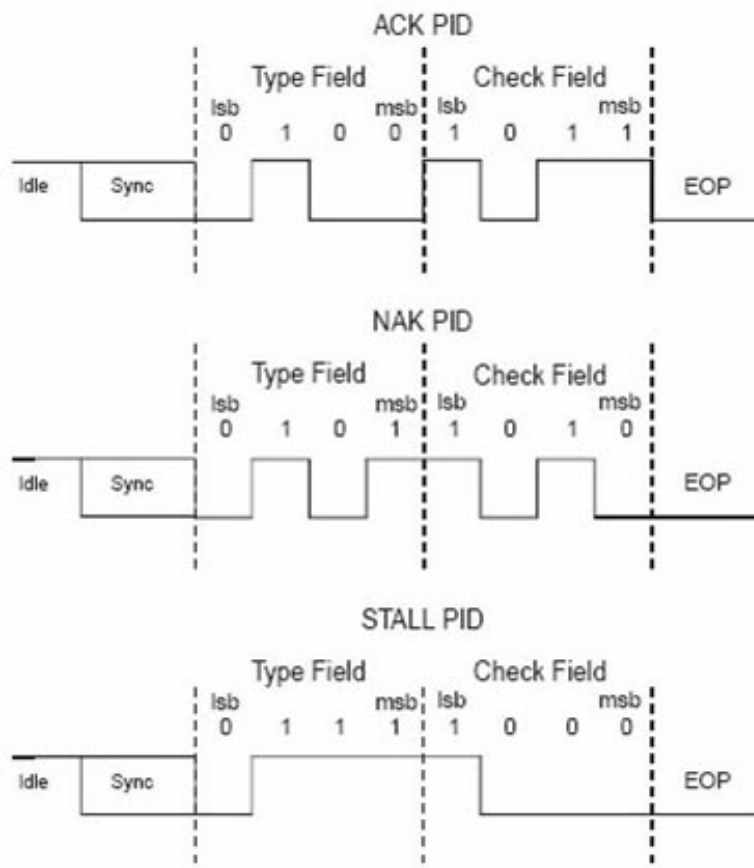 ACK PID
Type Field Check Field
lsb msb lsb msb
0 1 0 0 1 0 1 1
Idle Sync EOP
NAK PID
Type Field Check Field
lsb msb lsb msb
0 1 0 1 1 0 1 0
Idle Sync EOP
STALL PID
Type Field Check Field
lsb msb lsb msb
0 1 1 1 1 0 0 0
Idle Sync EOP